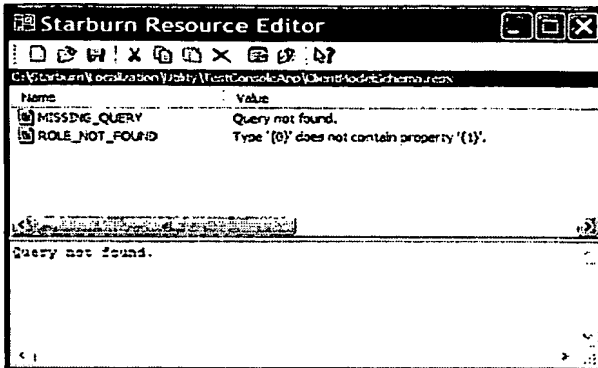 Starburn Resource Editor
C:\Starburn\Localization\Utility\TestConsoleApp\ClientModelSchema.resx
Name Value
MISSING_QUERY Query not found.
ROLE_NOT_FOUND Type '{0}' does not contain property '{1}'.
Query not found.